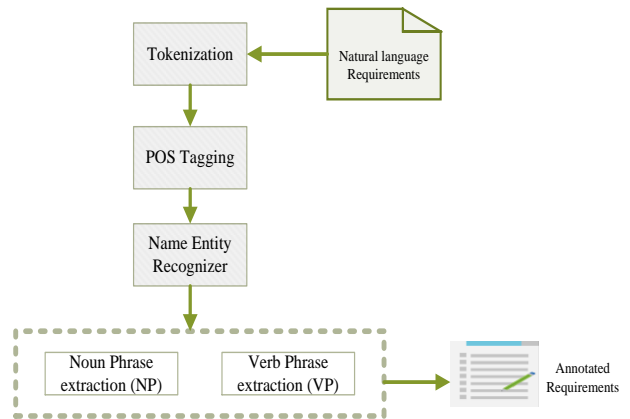 Tokenization
Natural language
Requirements
POS Tagging
Name Entity
Recognizer
Noun Phrase
extraction (NP)
Verb Phrase
extraction (VP)
Annotated
Requirements